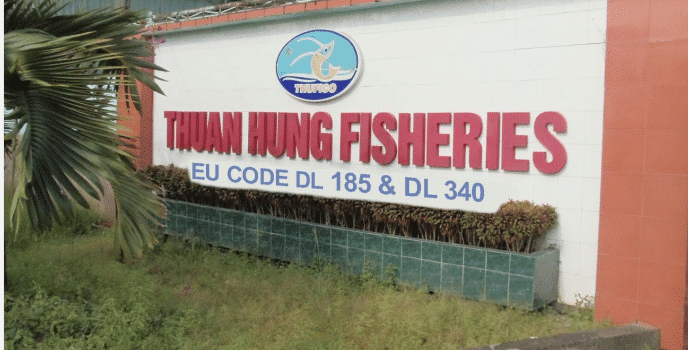 THUFICO
THUAN HUNG FISHERIES
EU CODE DL 185 & DL 340